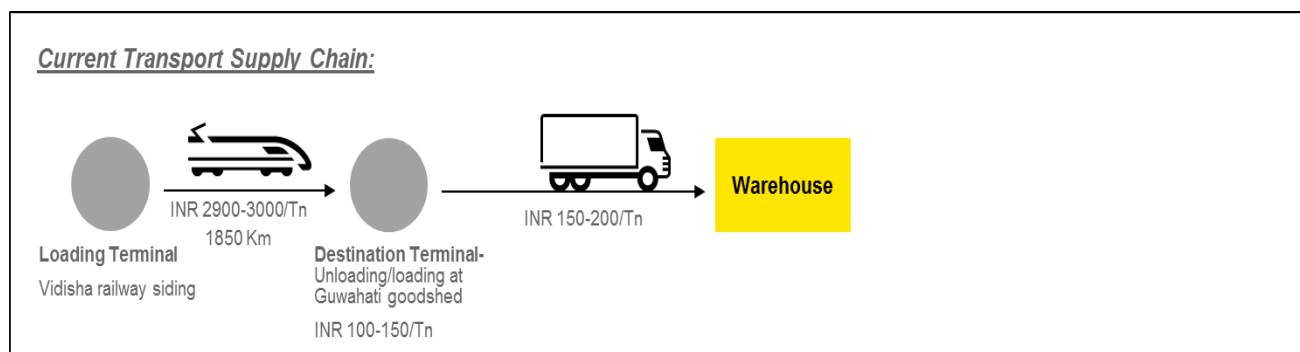 Current Transport Supply Chain:
INR 2900-3000/Tn
1850 Km
Loading Terminal
Vidisha railway siding
Destination Terminal-
Unloading/loading at
Guwahati goodshed
INR 100-150/Tn
INR 150-200/Tn
Warehouse